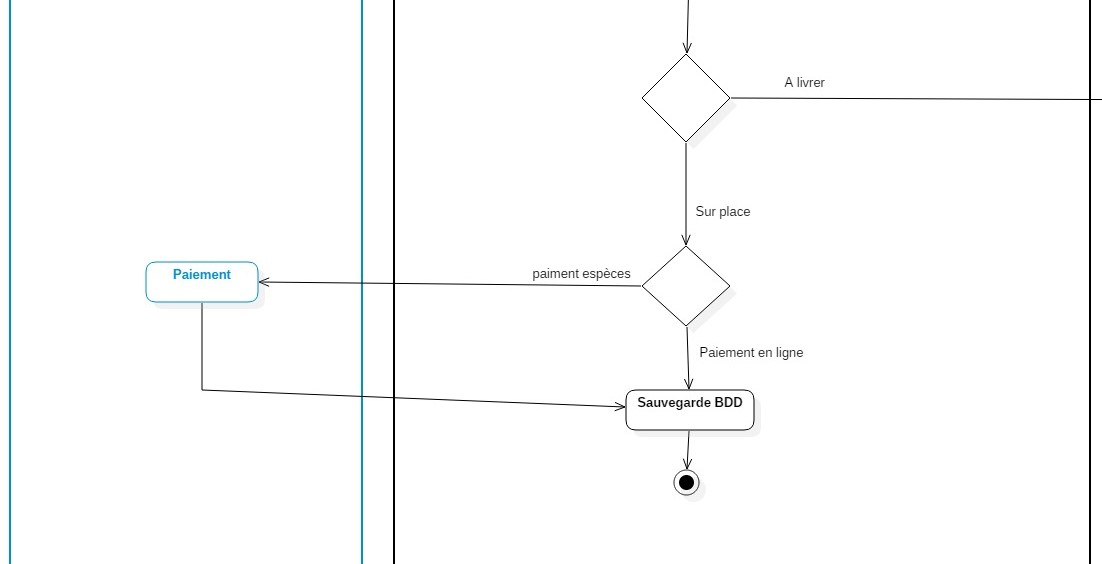 A livrer
Sur place
paiment espèces
Paiement
Paiement en ligne
Sauvegarde BDD